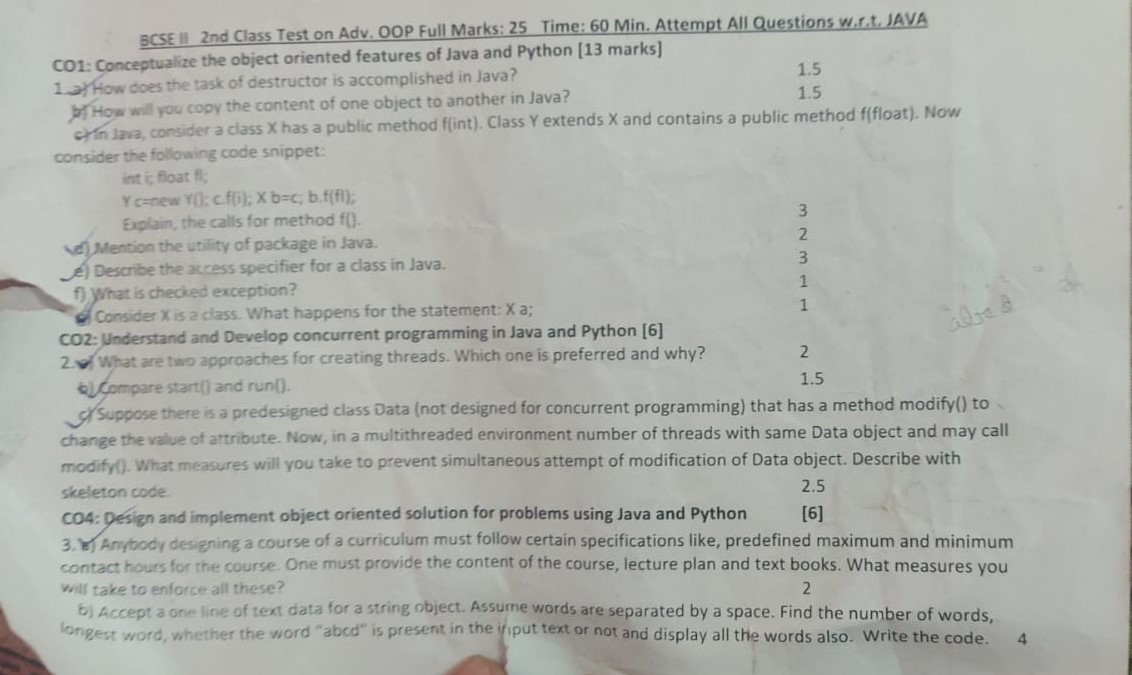 BCSE II 2nd Class Test on Adv. OOP Full Marks: 25 Time: 60 Min. Attempt All Questions w.r.t. JAVA
CO1: Conceptualize the object oriented features of Java and Python [13 marks]
1.a) How does the task of destructor is accomplished in Java? 1.5
b) How will you copy the content of one object to another in Java? 1.5
c) In Java, consider a class X has a public method f(int). Class Y extends X and contains a public method f(float). Now
consider the following code snippet:
int i; float fl;
Y c=new Y(); c.f(i); X b=c; b.f(fl);
Explain, the calls for method f(). 3
d) Mention the utility of package in Java. 2
e) Describe the access specifier for a class in Java. 3
f) What is checked exception? 1
Consider X is a class. What happens for the statement: X a; 1
CO2: Understand and Develop concurrent programming in Java and Python [6]
2. What are two approaches for creating threads. Which one is preferred and why? 2
b) Compare start() and run(). 1.5
c) Suppose there is a predesigned class Data (not designed for concurrent programming) that has a method modify() to
change the value of attribute. Now, in a multithreaded environment number of threads with same Data object and may call
modify(). What measures will you take to prevent simultaneous attempt of modification of Data object. Describe with
skeleton code. 2.5
CO4: Design and implement object oriented solution for problems using Java and Python [6]
3. a) Anybody designing a course of a curriculum must follow certain specifications like, predefined maximum and minimum
contact hours for the course. One must provide the content of the course, lecture plan and text books. What measures you
will take to enforce all these? 2
b) Accept a one line of text data for a string object. Assume words are separated by a space. Find the number of words,
longest word, whether the word "abcd" is present in the input text or not and display all the words also. Write the code. 4